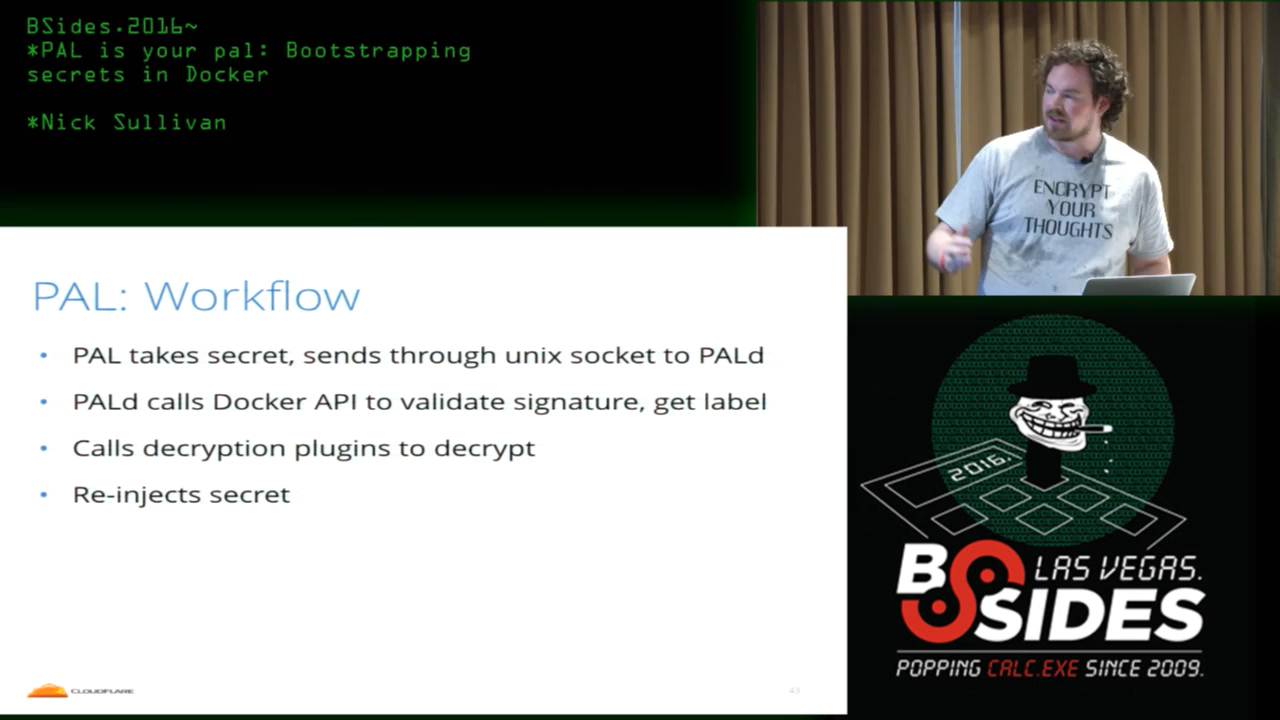 BSides.2016~
*PAL is your pal: Bootstrapping
secrets in Docker
*Nick Sullivan
ENCRYPT
YOUR
THOUGHTS
PAL: Workflow
• PAL takes secret, sends through unix socket to PALd
• PALd calls Docker API to validate signature, get label
• Calls decryption plugins to decrypt
• Re-injects secret
CLOUDFLARE
43
2016.
BSIDES
LAS VEGAS.
POPPING CALC.EXE SINCE 2009.